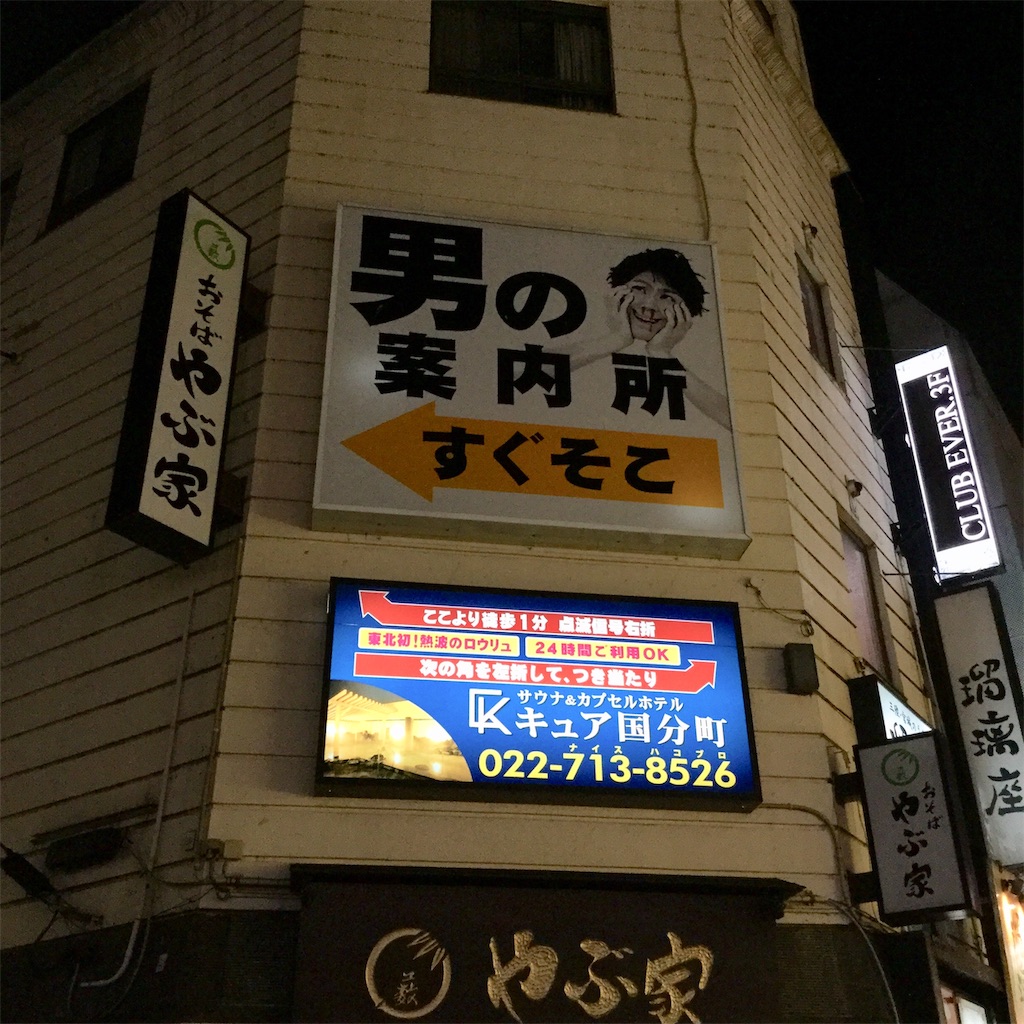 男の
案内所
すぐそこ
おそば
やぶ家
CLUB EVER.3F
ここより徒歩1分 点滅信号右折
東北初!熱波のロウリュ
24時間ご利用OK
次の角を左折して、つき当たり
サウナ&カプセルホテル
キュア国分町
ナイス ハコブロ
022-713-8526
瑠璃座
おそば
やぶ家
やぶ家